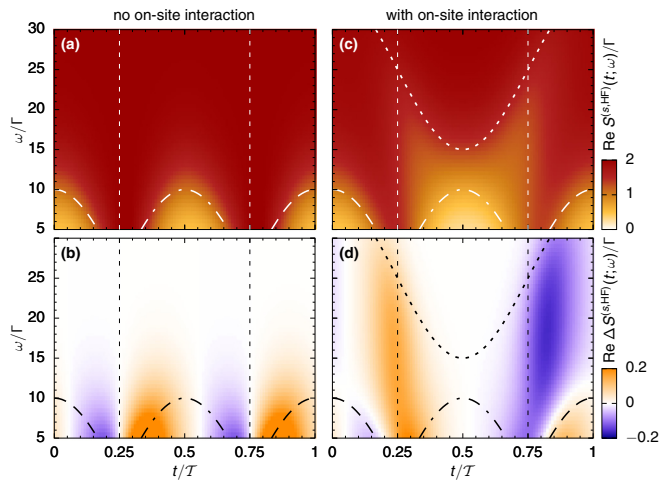 no on-site interaction
with on-site interaction
(a)
(c)
30
25
20
15
10
5
ω/Γ
Re S^(s,HF)(t; ω)/Γ
2
1
0
(b)
(d)
25
20
15
10
5
ω/Γ
Re ΔS^(s,HF)(t; ω)/Γ
0.2
0
−0.2
0 0.25 0.5 0.75 1
0 0.25 0.5 0.75 1
t/𝒯
t/𝒯